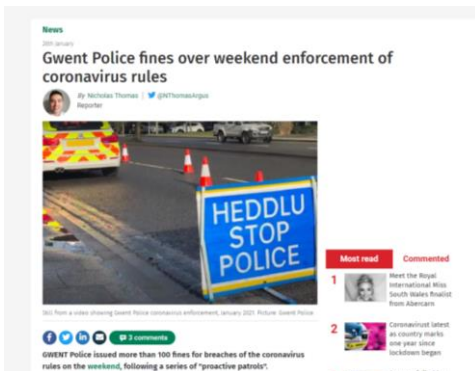 News
26th January
Gwent Police fines over weekend enforcement of
coronavirus rules
By Nicholas Thomas | @NThomasArgus
Reporter
HEDDLU
STOP
POLICE
Most read
Commented
1
Meet the Royal
International Miss
South Wales finalist
from Abercarn
2
Coronavirust latest
as country marks
one year since
lockdown began
Still from a video showing Gwent Police coronavirus enforcement, January 2021. Picture: Gwent Police
3 comments
GWENT Police issued more than 100 fines for breaches of the coronavirus
rules on the weekend, following a series of "proactive patrols".